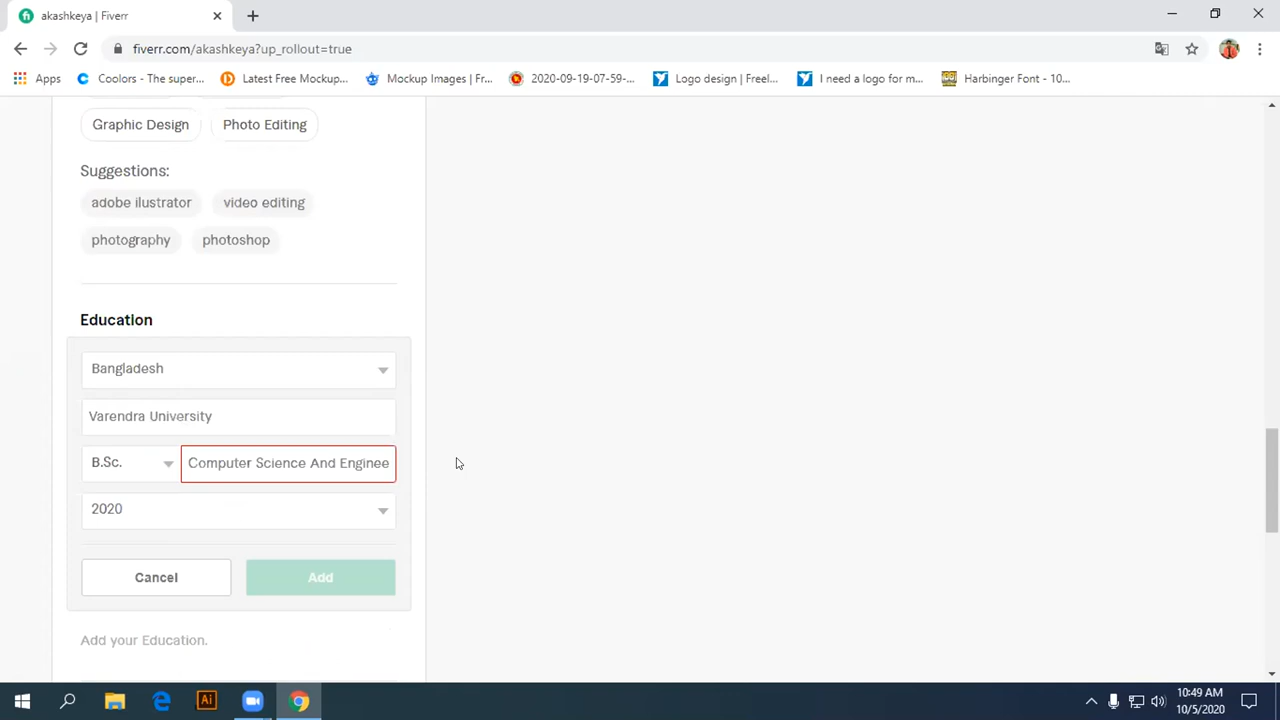 akashkeya | Fiverr
fiverr.com/akashkeya?up_rollout=true
Apps
Coolors - The super...
Latest Free Mockup...
Mockup Images | Fr...
2020-09-19-07-59-...
Logo design | Freel...
I need a logo for m...
Harbinger Font - 10...
Graphic Design
Photo Editing
Suggestions:
adobe ilustrator
video editing
photography
photoshop
Education
Bangladesh
Varendra University
B.Sc.
Computer Science And Enginee
2020
Cancel
Add
Add your Education.
Ai
10:49 AM
10/5/2020